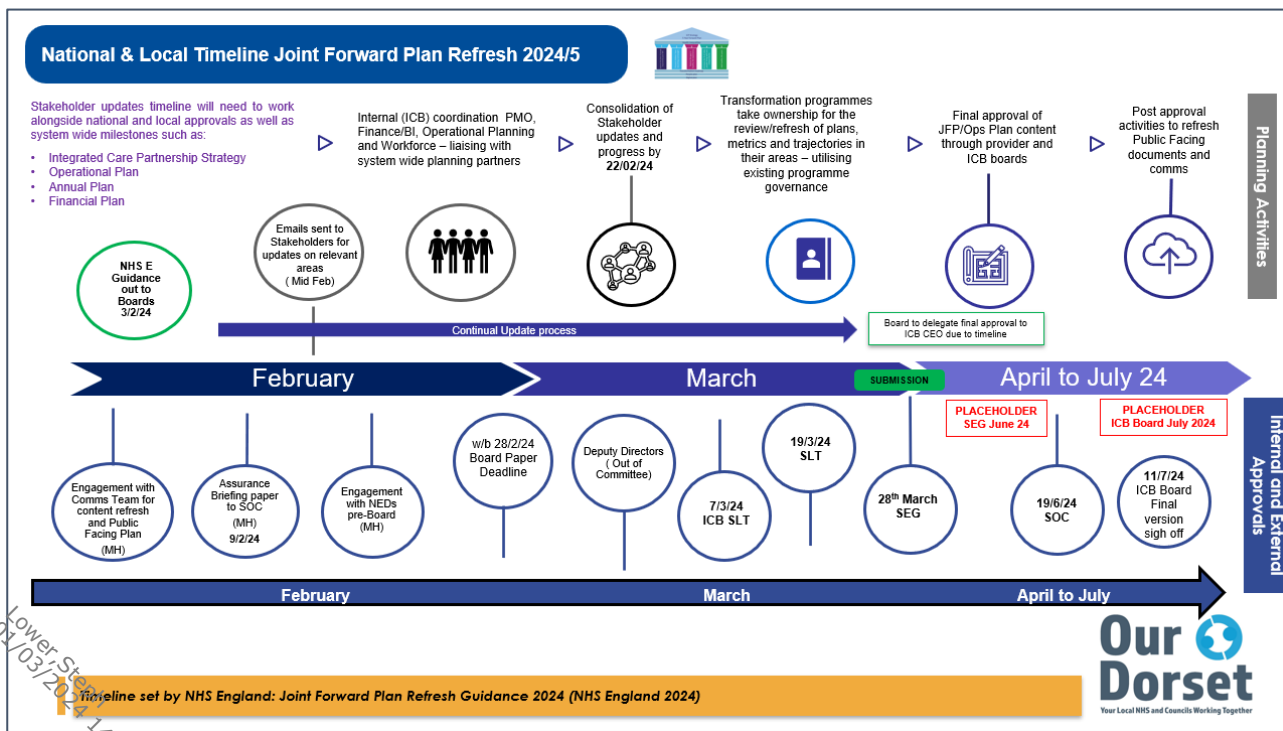 National & Local Timeline Joint Forward Plan Refresh 2024/5
Stakeholder updates timeline will need to work
alongside national and local approvals as well as
system wide milestones such as:
• Integrated Care Partnership Strategy
• Operational Plan
• Annual Plan
• Financial Plan
Internal (ICB) coordination PMO,
Finance/BI, Operational Planning
and Workforce – liaising with
system wide planning partners
Consolidation of
Stakeholder
updates and
progress by
22/02/24
Transformation programmes
take ownership for the
review/refresh of plans,
metrics and trajectories in
their areas – utilising
existing programme
governance
Final approval of
JFP/Ops Plan content
through provider and
ICB boards
Post approval
activities to refresh
Public Facing
documents and
comms
Planning Activities
NHS E
Guidance
out to
Boards
3/2/24
Emails sent to
Stakeholders for
updates on relevant
areas
( Mid Feb)
Continual Update process
Board to delegate final approval to
ICB CEO due to timeline
February
March
SUBMISSION
April to July 24
PLACEHOLDER
SEG June 24
PLACEHOLDER
ICB Board July 2024
Engagement with
Comms Team for
content refresh
and Public
Facing Plan
(MH)
Assurance
Briefing paper
to SOC
(MH)
9/2/24
Engagement
with NEDs
pre-Board
(MH)
w/b 28/2/24
Board Paper
Deadline
Deputy Directors
( Out of
Committee)
7/3/24
ICB SLT
19/3/24
SLT
28th March
SEG
19/6/24
SOC
11/7/24
ICB Board
Final
version
sigh off
Internal and External
Approvals
February
March
April to July
Lower,Steph
01/03/2024
Timeline set by NHS England: Joint Forward Plan Refresh Guidance 2024 (NHS England 2024)
Our
Dorset
Your Local NHS and Councils Working Together